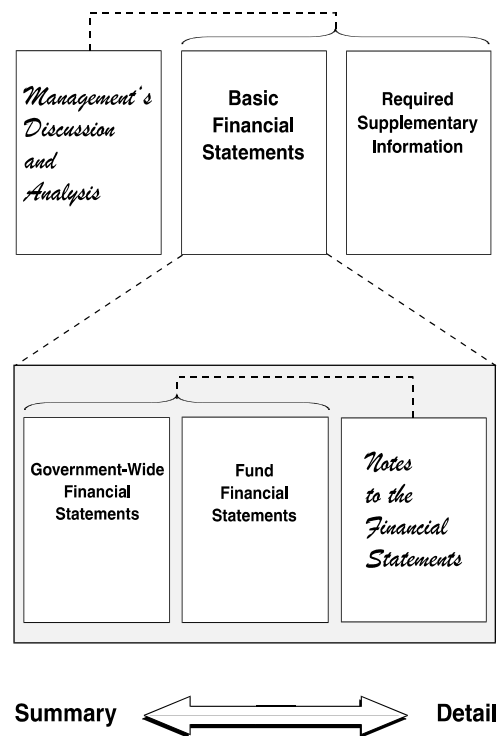 Management's
Discussion
and
Analysis
Basic
Financial
Statements
Required
Supplementary
Information
Government-Wide
Financial
Statements
Fund
Financial
Statements
Notes
to the
Financial
Statements
Summary
Detail